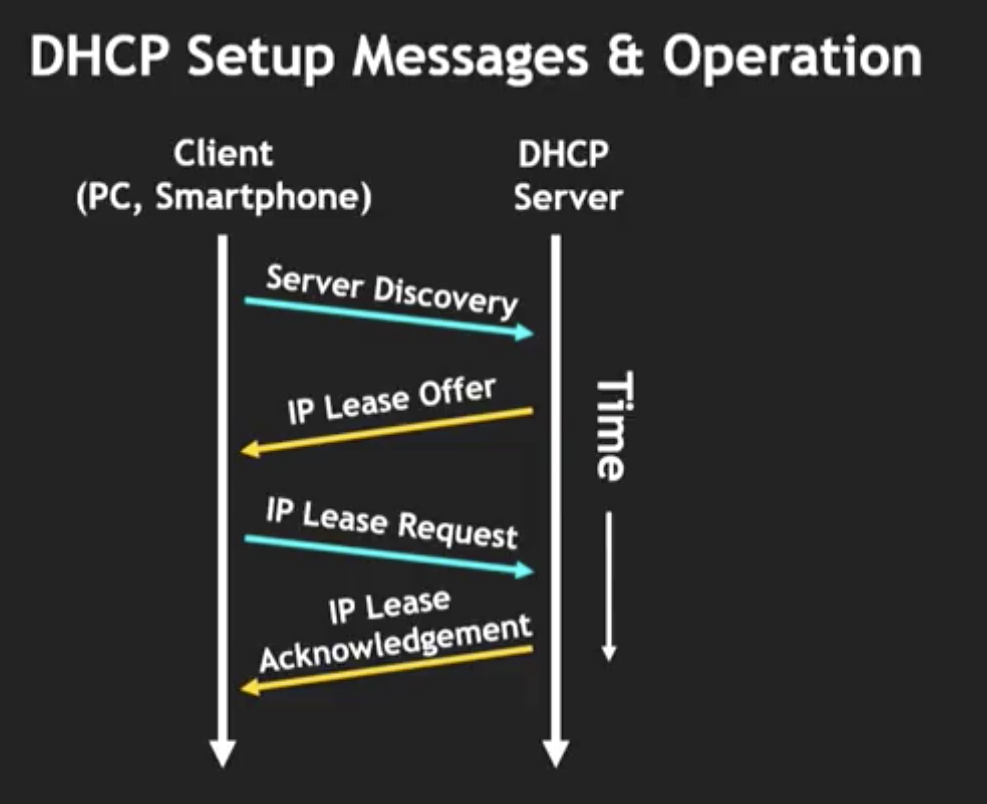 DHCP Setup Messages & Operation
Client
(PC, Smartphone)
DHCP
Server
Server Discovery
IP Lease Offer
Time
IP Lease Request
IP Lease
Acknowledgement